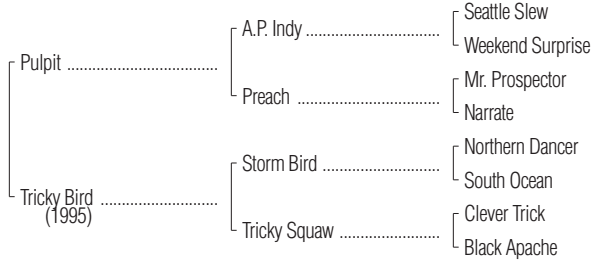 Seattle Slew
A.P. Indy ..................................
Weekend Surprise
Pulpit ......................................
Mr. Prospector
Preach ....................................
Narrate
Northern Dancer
Storm Bird ..............................
South Ocean
Tricky Bird ..............................
(1995)
Clever Trick
Tricky Squaw .........................
Black Apache